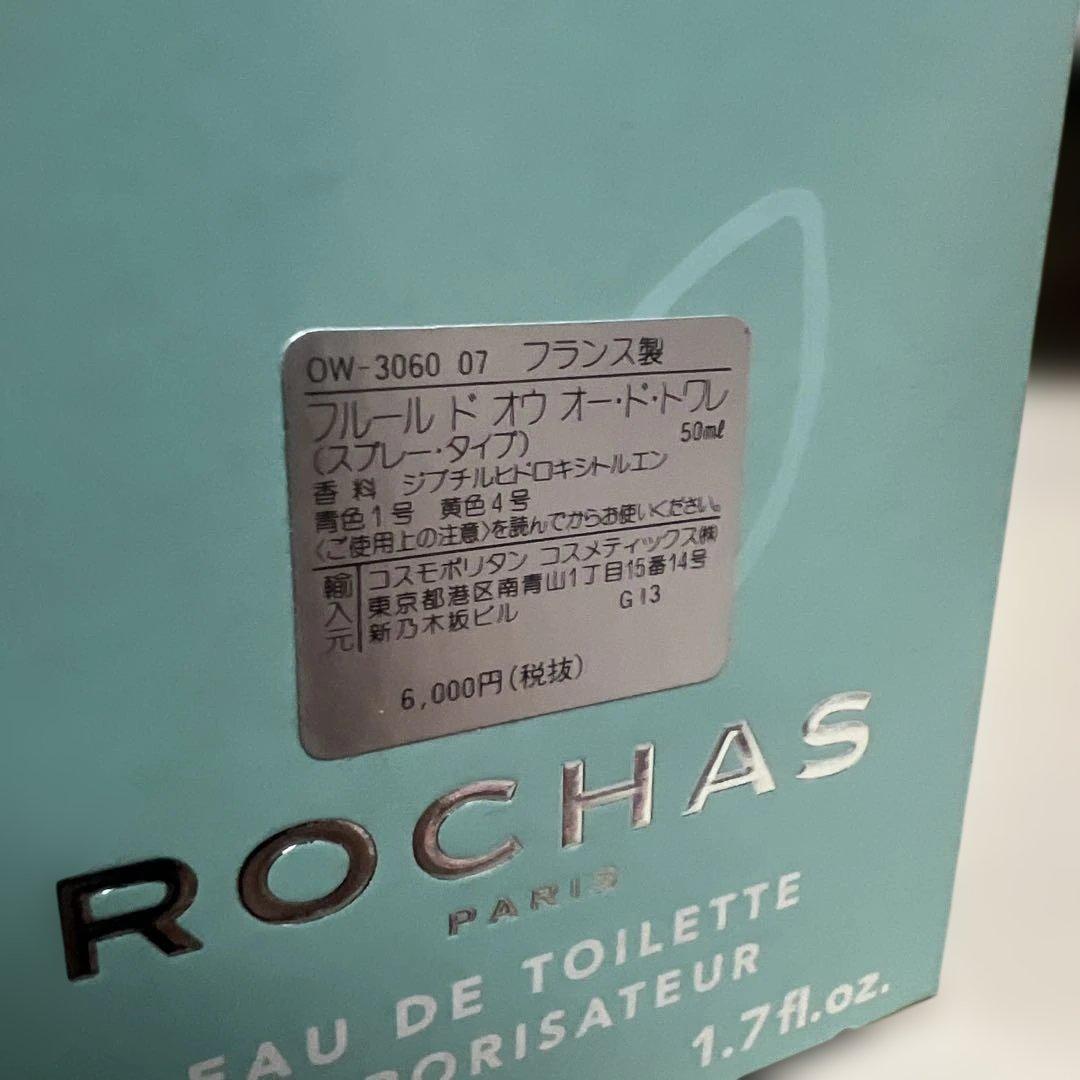 OW-3060 07 フランス製
フルール ド オウ オー・ド・トワレ
(スプレー・タイプ) 50ml
香料 ジブチルヒドロキシトルエン
青色1号 黄色4号
〈ご使用上の注意〉を読んでからお使いください。
輸入元 コスモポリタン コスメティックス㈱
東京都港区南青山1丁目15番14号
新乃木坂ビル G13
6,000円(税抜)
ROCHAS
PARIS
EAU DE TOILETTE
PORISATEUR
1.7fl.oz.